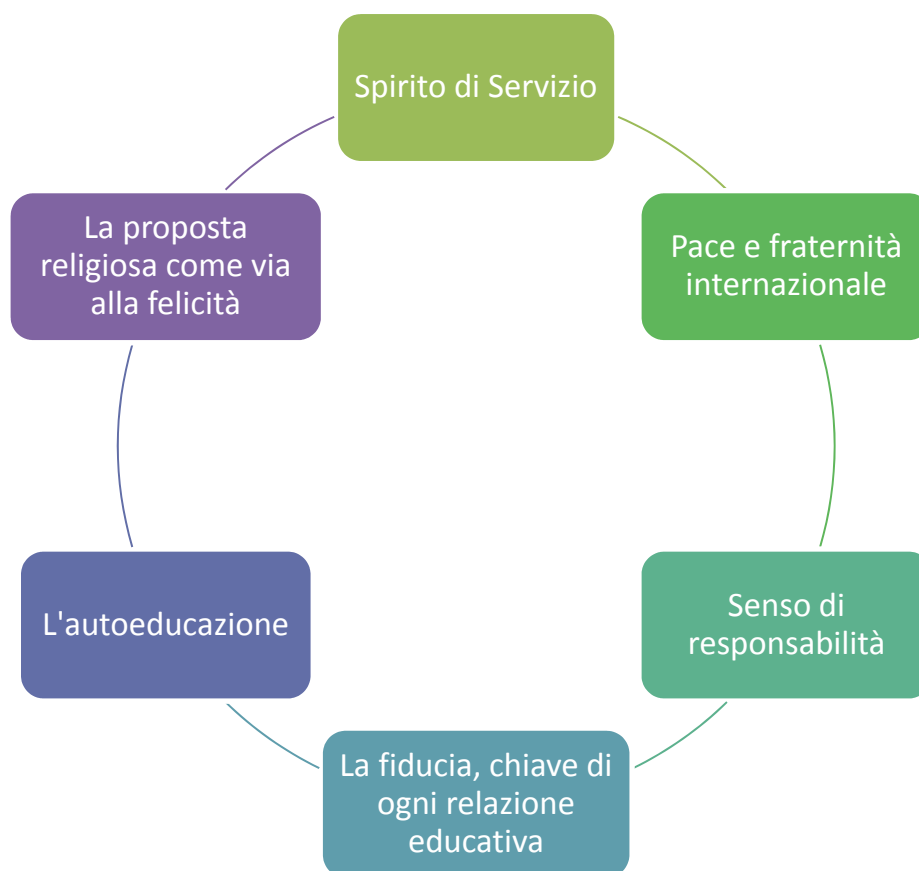 Spirito di Servizio
Pace e fraternità
internazionale
Senso di
responsabilità
La fiducia, chiave di
ogni relazione
educativa
L'autoeducazione
La proposta
religiosa come via
alla felicità